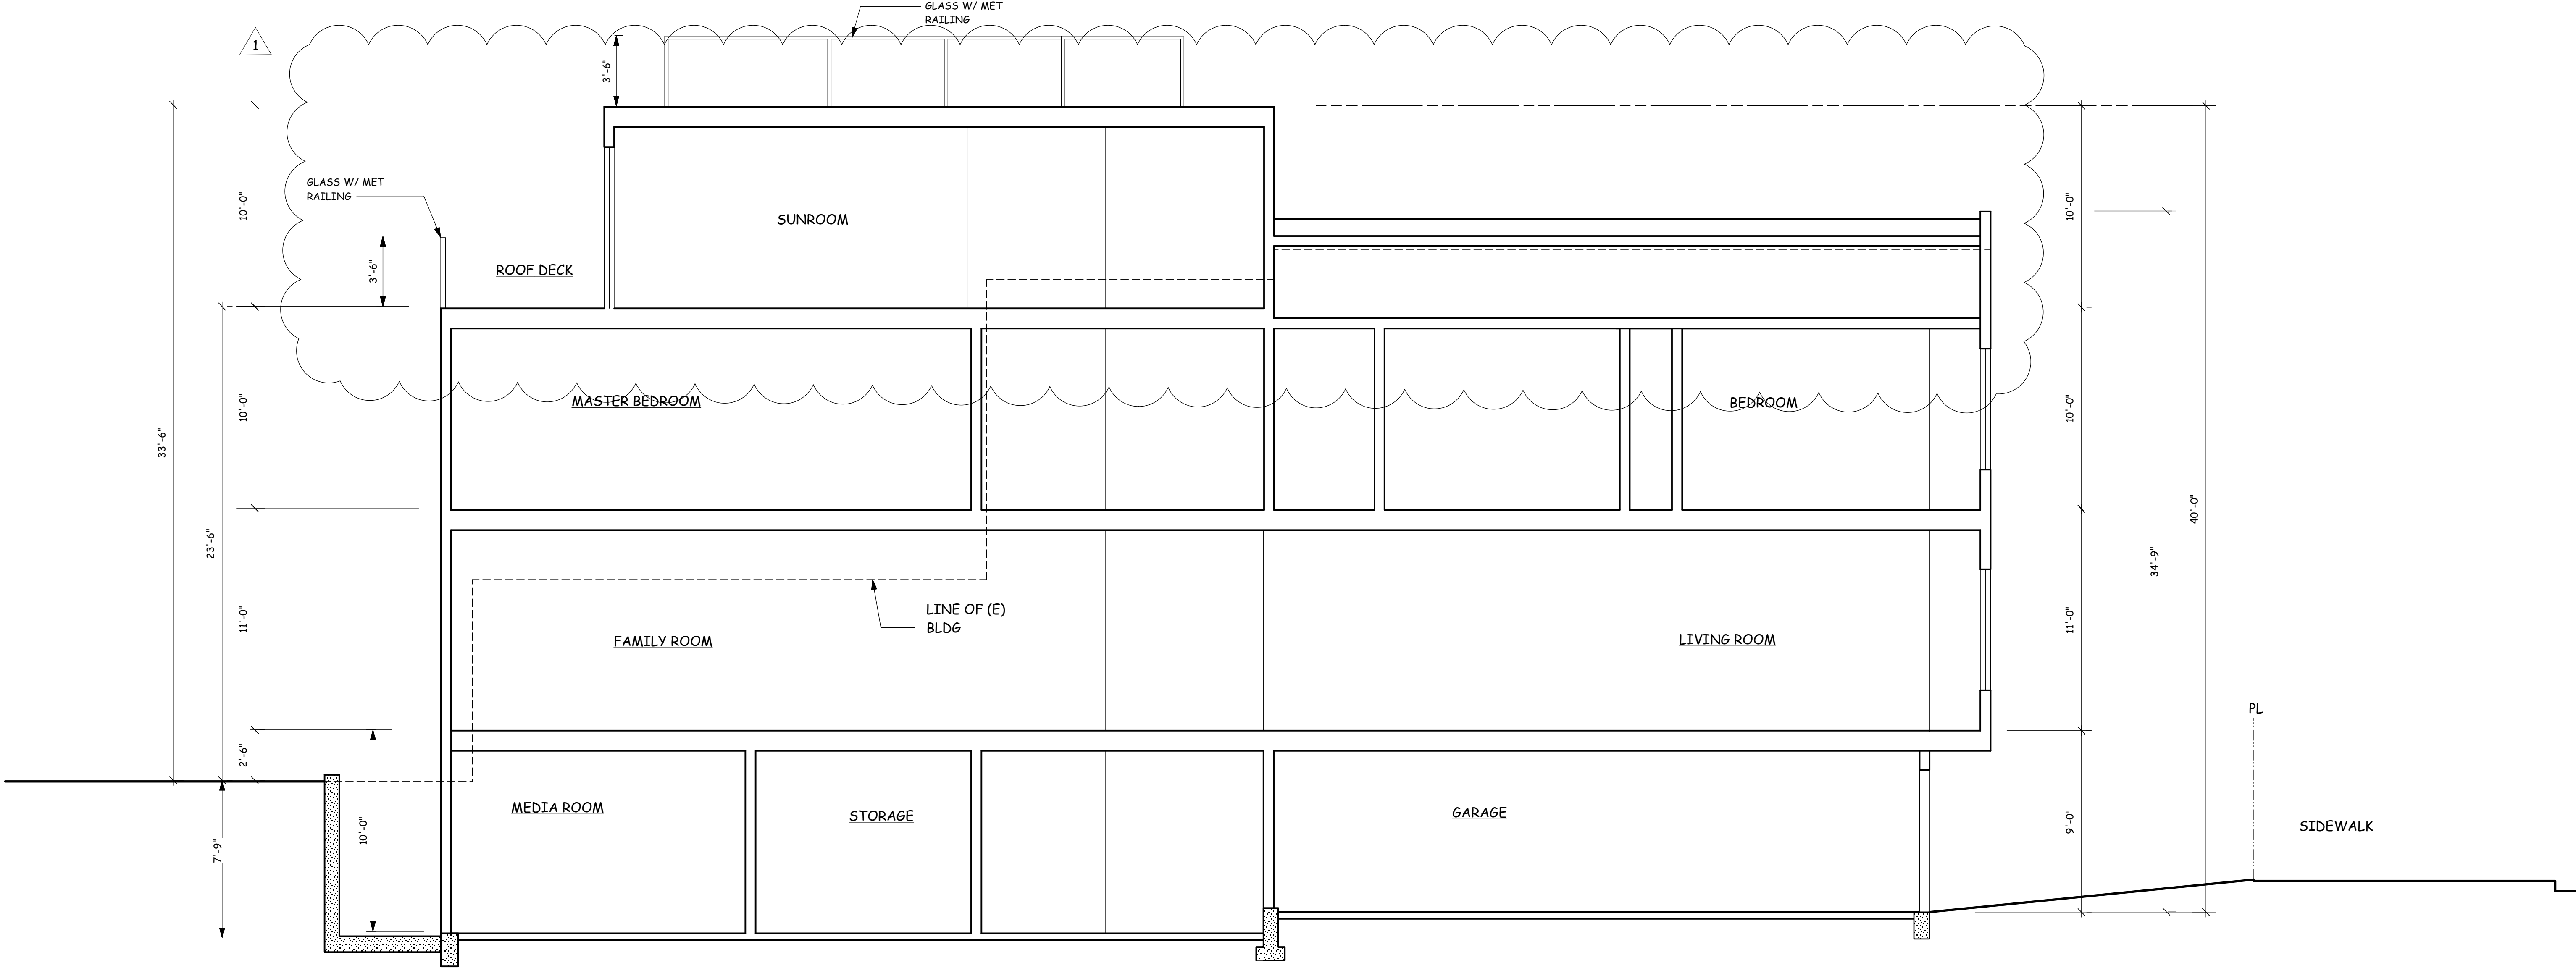 GLASS W/ MET
RAILING
1
3'-6"
GLASS W/ MET
RAILING
10'-0"
SUNROOM
10'-0"
3'-6"
ROOF DECK
MASTER BEDROOM
BEDROOM
10'-0"
10'-0"
33'-6"
40'-0"
23'-6"
34'-9"
11'-0"
LINE OF (E)
BLDG
11'-0"
FAMILY ROOM
LIVING ROOM
PL
2'-6"
MEDIA ROOM
STORAGE
GARAGE
9'-0"
SIDEWALK
10'-0"
7'-9"